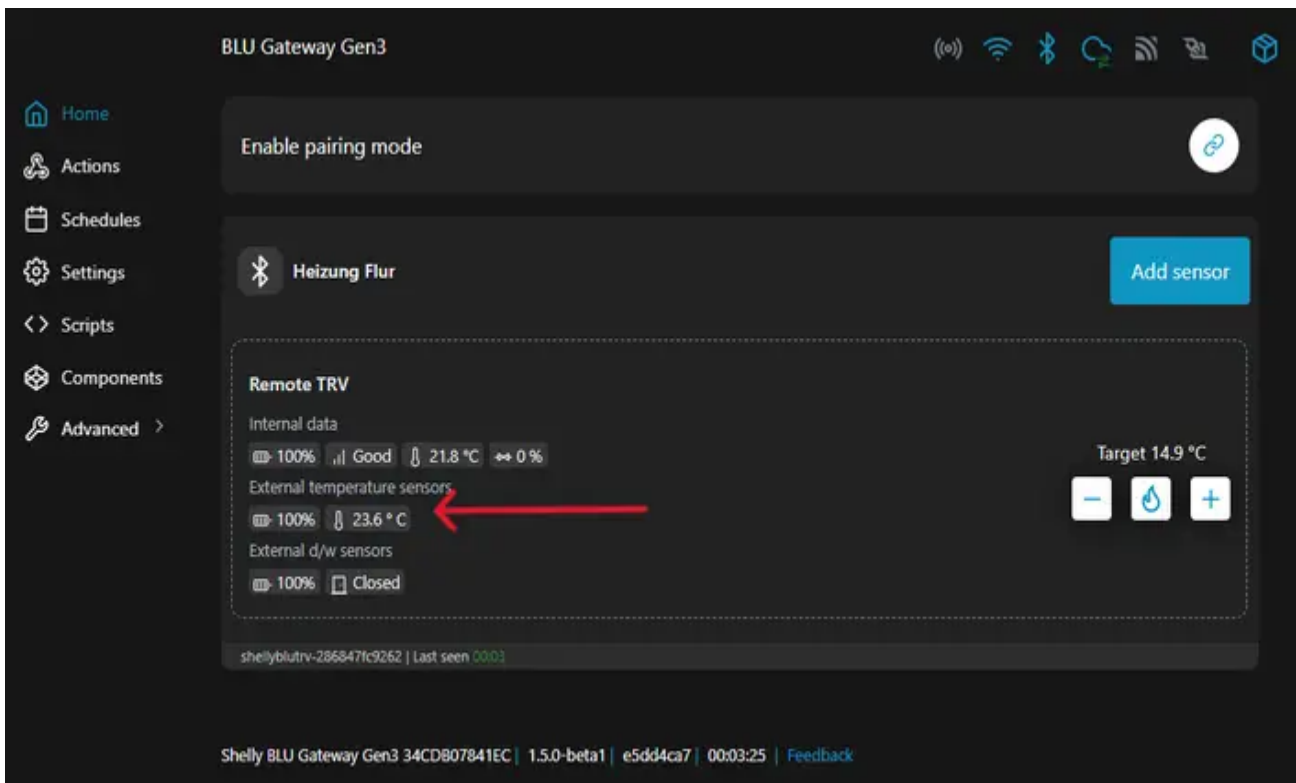 BLU Gateway Gen3
Home
Actions
Schedules
Settings
Scripts
Components
Advanced
Enable pairing mode
Heizung Flur
Add sensor
Remote TRV
Internal data
100% Good 21.8 °C 0 %
External temperature sensors
100% 23.6 ° C
External d/w sensors
100% Closed
Target 14.9 °C
shellyblutrv-286847fc9262 | Last seen 00:03
Shelly BLU Gateway Gen3 34CDB07841EC | 1.5.0-beta1 | e5dd4ca7 | 00:03:25 | Feedback